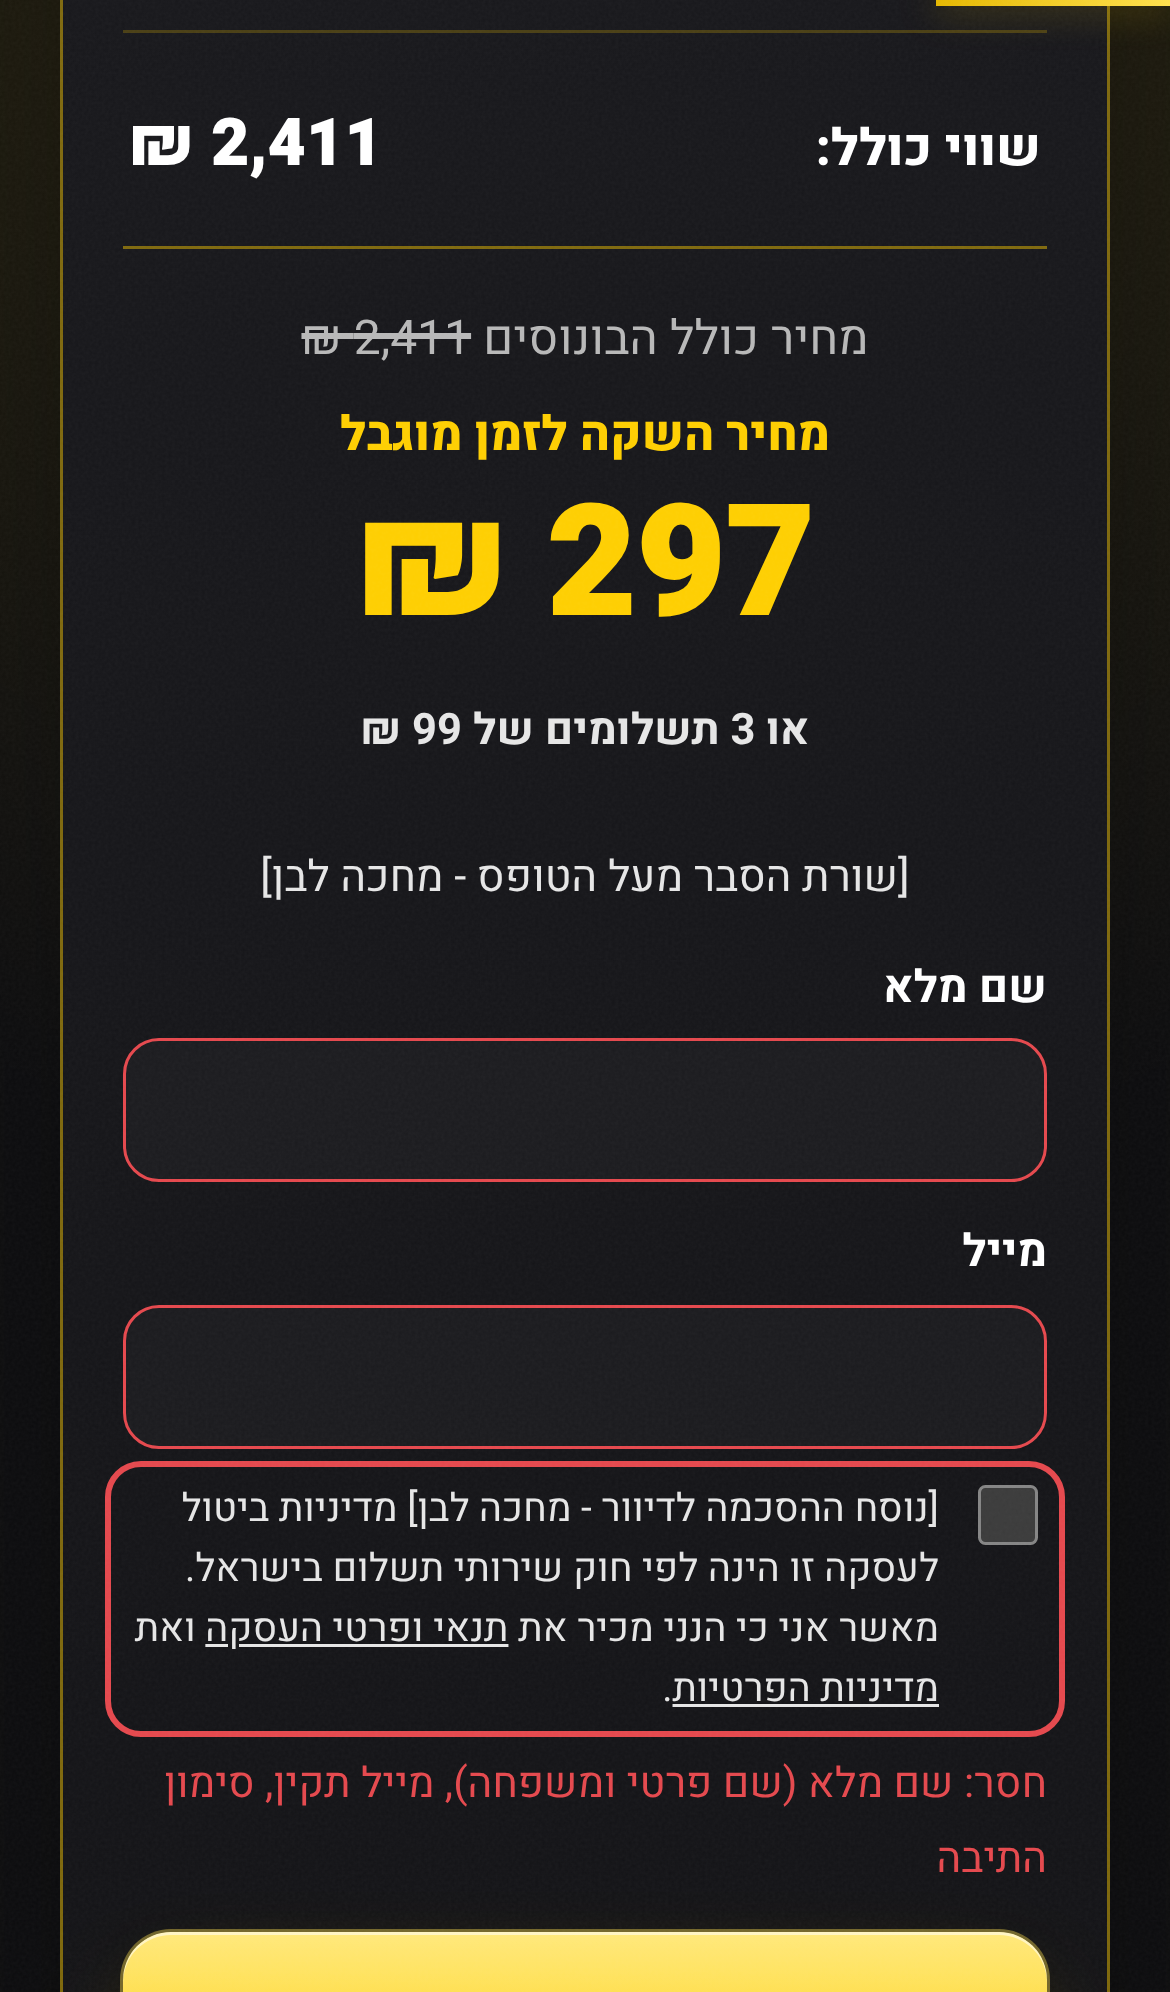 שווי כולל: 2,411 ₪
מחיר כולל הבונוסים 2,411 ₪
מחיר השקה לזמן מוגבל
297 ₪
או 3 תשלומים של 99 ₪
[שורת הסבר מעל הטופס - מחכה לבן]
שם מלא
מייל
[נוסח ההסכמה לדיוור - מחכה לבן] מדיניות ביטול
לעסקה זו הינה לפי חוק שירותי תשלום בישראל.
מאשר אני כי הנני מכיר את תנאי ופרטי העסקה ואת
מדיניות הפרטיות.
חסר: שם מלא (שם פרטי ומשפחה), מייל תקין, סימון
התיבה